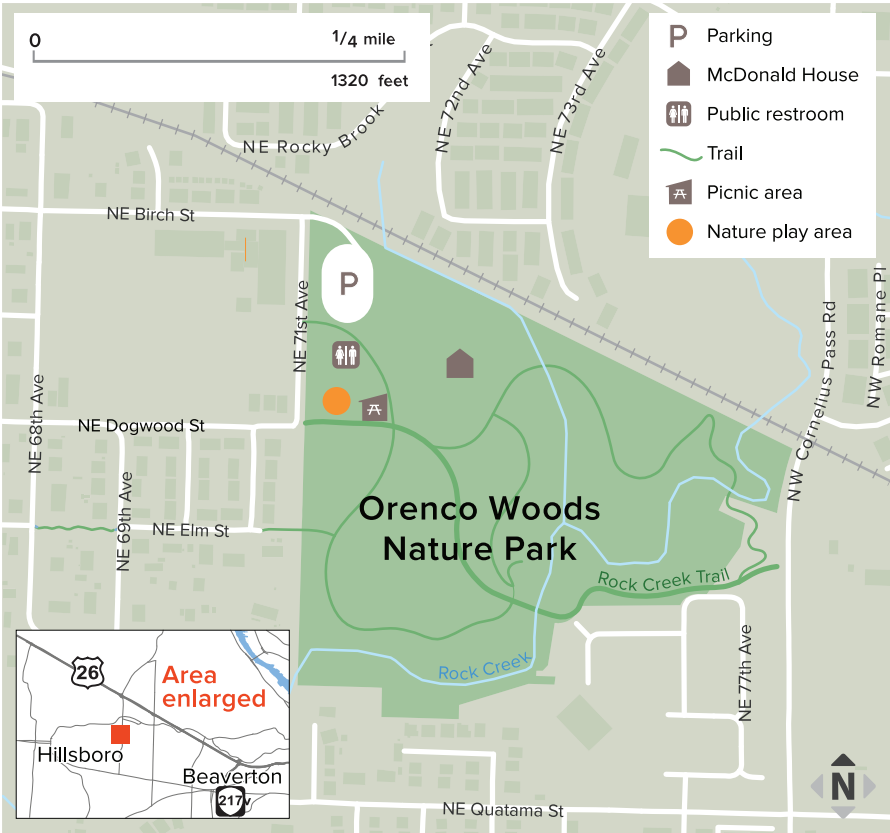 0
1/4 mile
1320 feet
P Parking
McDonald House
Public restroom
Trail
Picnic area
Nature play area
NE Rocky Brook
NE 72nd Ave
NE 73rd Ave
NE Birch St
P
NE 71st Ave
NE 68th Ave
NE Dogwood St
NE 69th Ave
NE Elm St
NW Cornelius Pass Rd
NW Romane Pl
Orenco Woods
Nature Park
Rock Creek Trail
Rock Creek
NE 77th Ave
NE Quatama St
26
Area
enlarged
Hillsboro
Beaverton
217
N